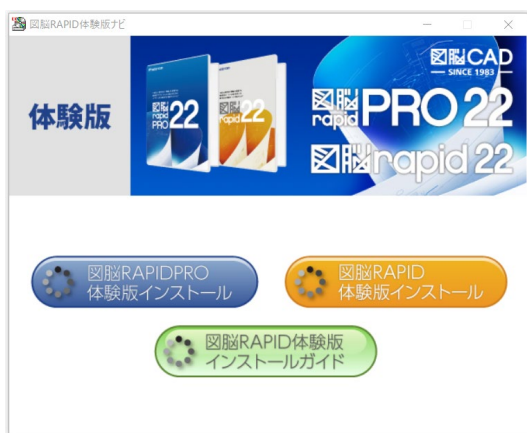 図脳RAPID体験版ナビ
体験版
図脳CAD
SINCE 1983
図脳
rapid
PRO 22
図脳rapid 22
図脳
rapid
PRO
22
図脳
rapid
22
図脳RAPIDPRO
体験版インストール
図脳RAPID
体験版インストール
図脳RAPID体験版
インストールガイド